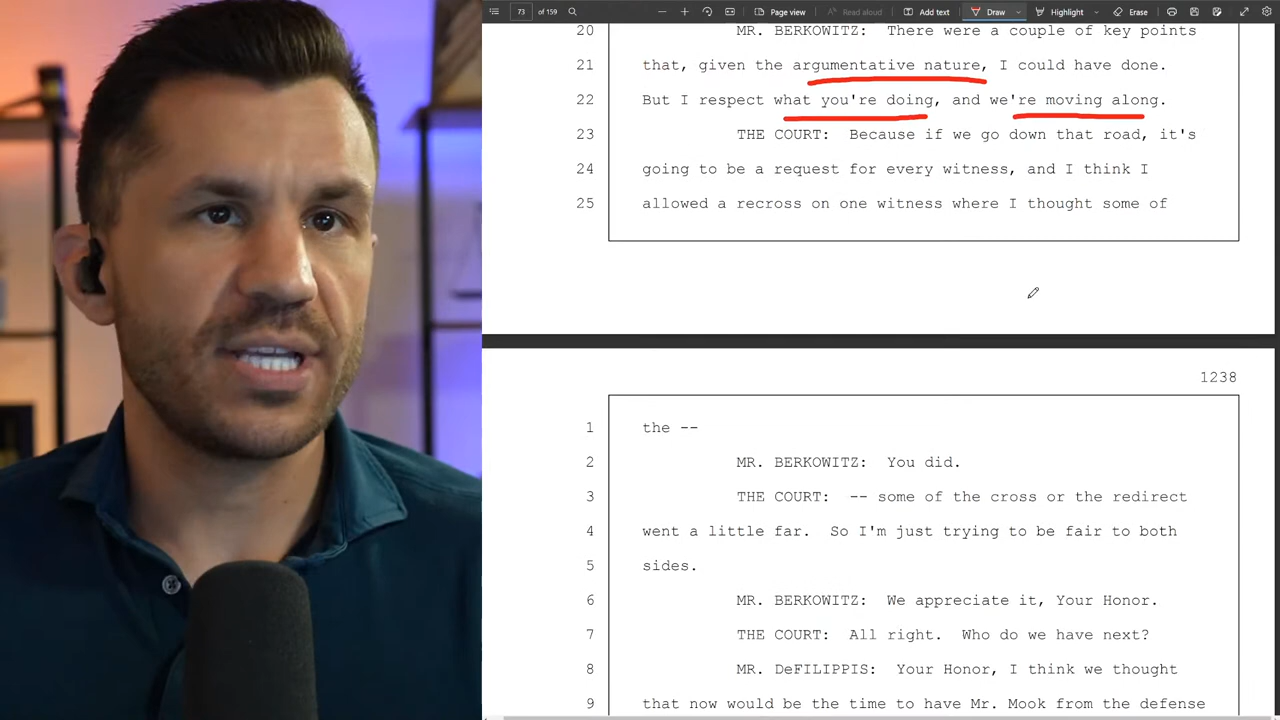 73 of 159 Page view Read aloud Add text Draw Highlight Erase
20 MR. BERKOWITZ: There were a couple of key points
21 that, given the argumentative nature, I could have done.
22 But I respect what you're doing, and we're moving along.
23 THE COURT: Because if we go down that road, it's
24 going to be a request for every witness, and I think I
25 allowed a recross on one witness where I thought some of
1238
1 the --
2 MR. BERKOWITZ: You did.
3 THE COURT: -- some of the cross or the redirect
4 went a little far. So I'm just trying to be fair to both
5 sides.
6 MR. BERKOWITZ: We appreciate it, Your Honor.
7 THE COURT: All right. Who do we have next?
8 MR. DeFILIPPIS: Your Honor, I think we thought
9 that now would be the time to have Mr. Mook from the defense